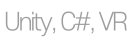 Unity, C#, VR